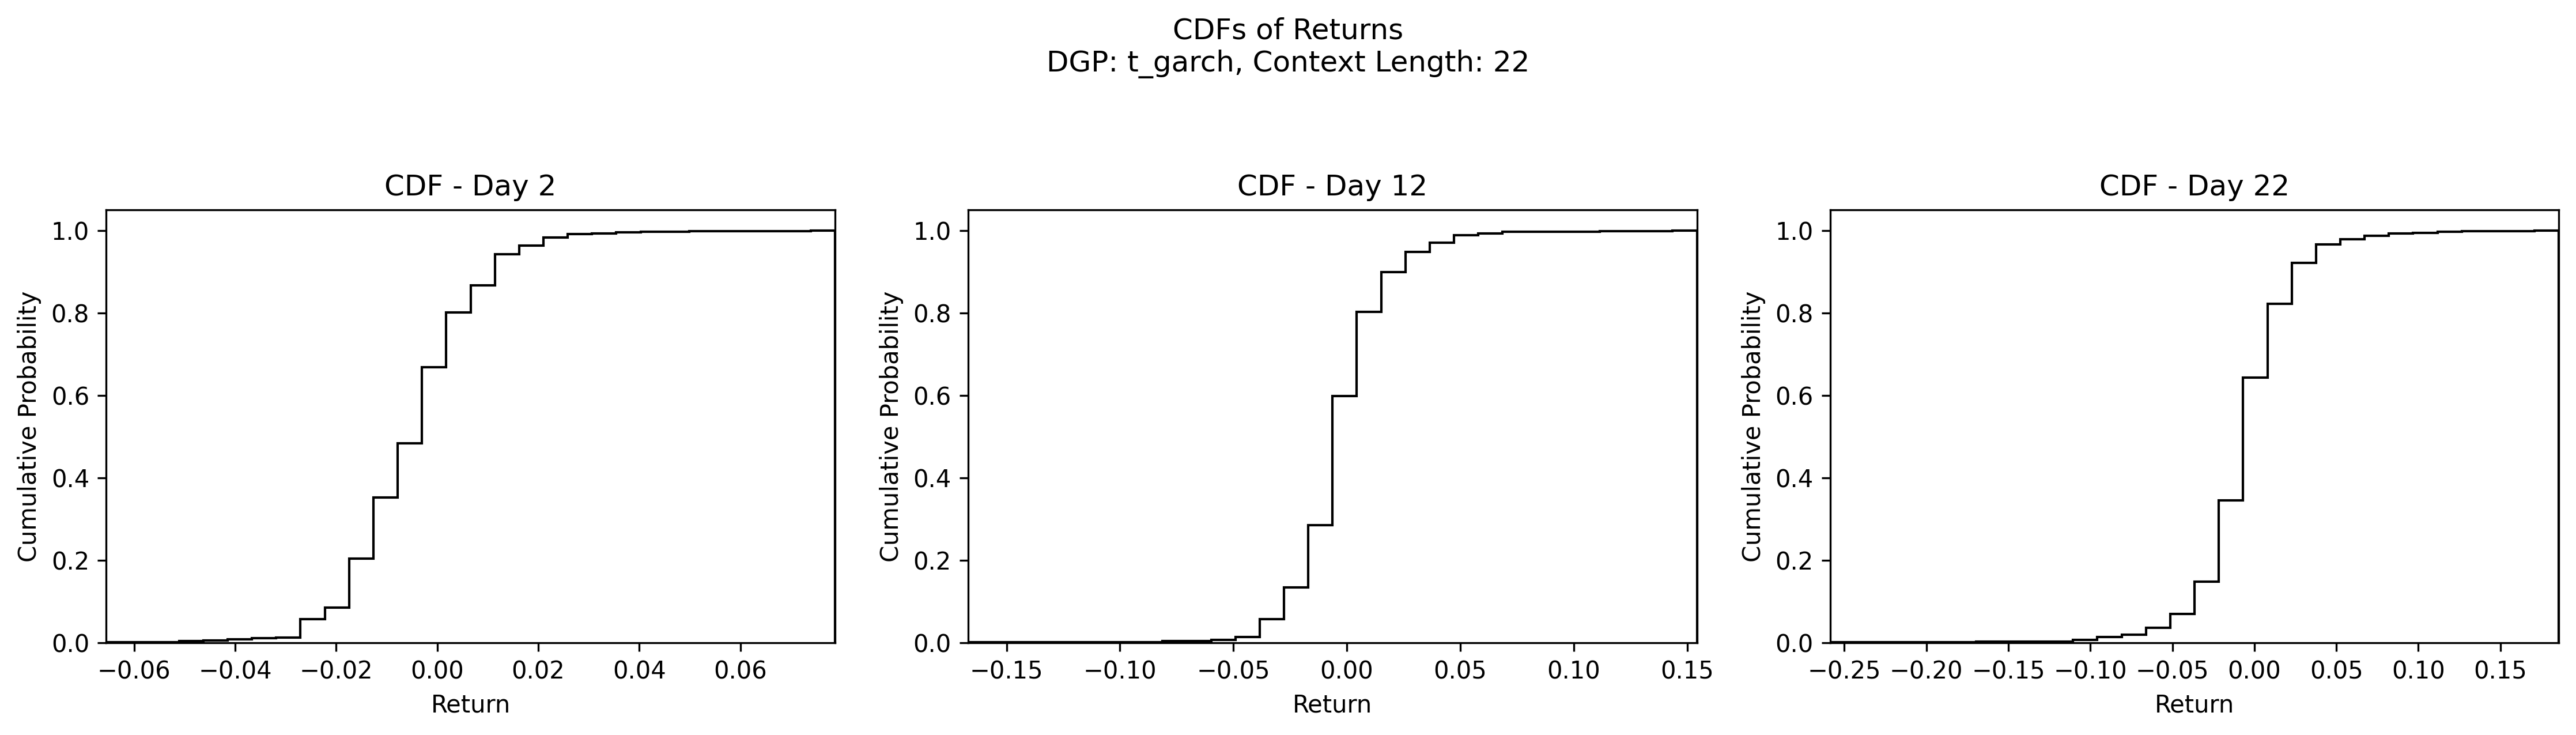 CDFs of Returns
DGP: t_garch, Context Length: 22
CDF - Day 2
1.0
0.8
0.6
0.4
0.2
0.0
Cumulative Probability
−0.06 −0.04 −0.02 0.00 0.02 0.04 0.06
Return
CDF - Day 12
1.0
0.8
0.6
0.4
0.2
0.0
Cumulative Probability
−0.15 −0.10 −0.05 0.00 0.05 0.10 0.15
Return
CDF - Day 22
1.0
0.8
0.6
0.4
0.2
0.0
Cumulative Probability
−0.25 −0.20 −0.15 −0.10 −0.05 0.00 0.05 0.10 0.15
Return